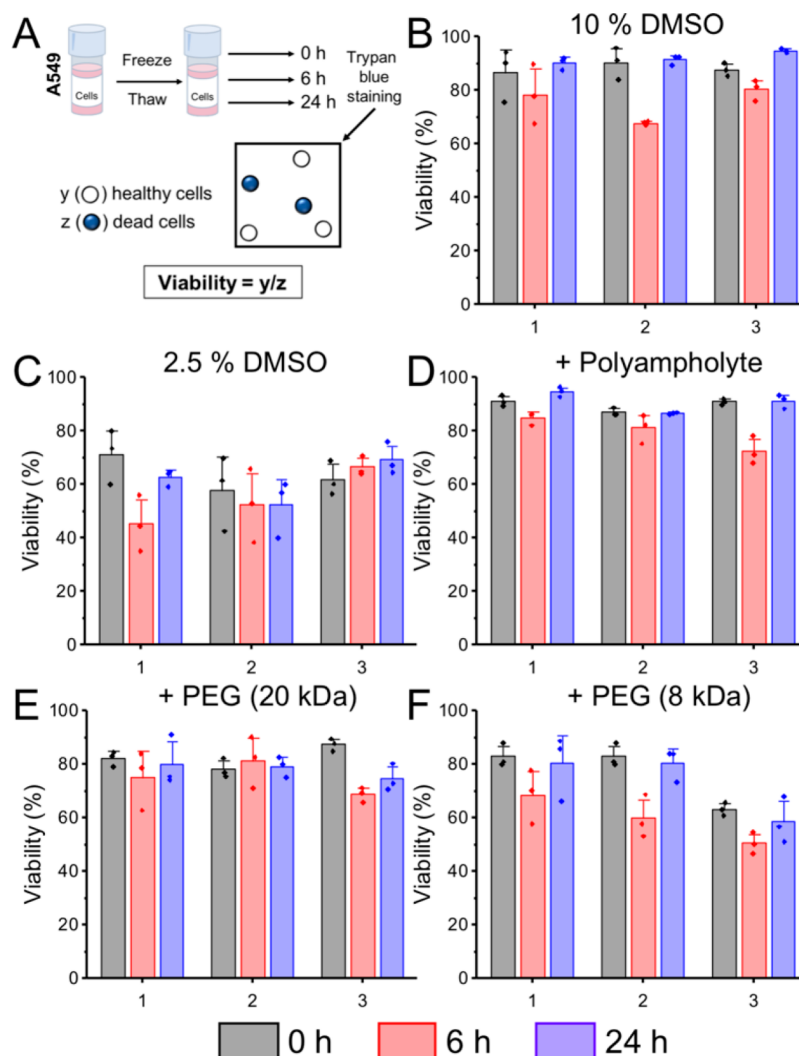 A
A549
Cells
Freeze
Thaw
Cells
0 h
6 h
24 h
Trypan
blue
staining
y ( ) healthy cells
z ( ) dead cells
Viability = y/z
B
10 % DMSO
Viability (%)
100
80
60
40
20
0
1 2 3
C
2.5 % DMSO
Viability (%)
100
80
60
40
20
0
1 2 3
D
+ Polyampholyte
Viability (%)
100
80
60
40
20
0
1 2 3
E
+ PEG (20 kDa)
Viability (%)
100
80
60
40
20
0
1 2 3
F
+ PEG (8 kDa)
Viability (%)
100
80
60
40
20
0
1 2 3
0 h 6 h 24 h